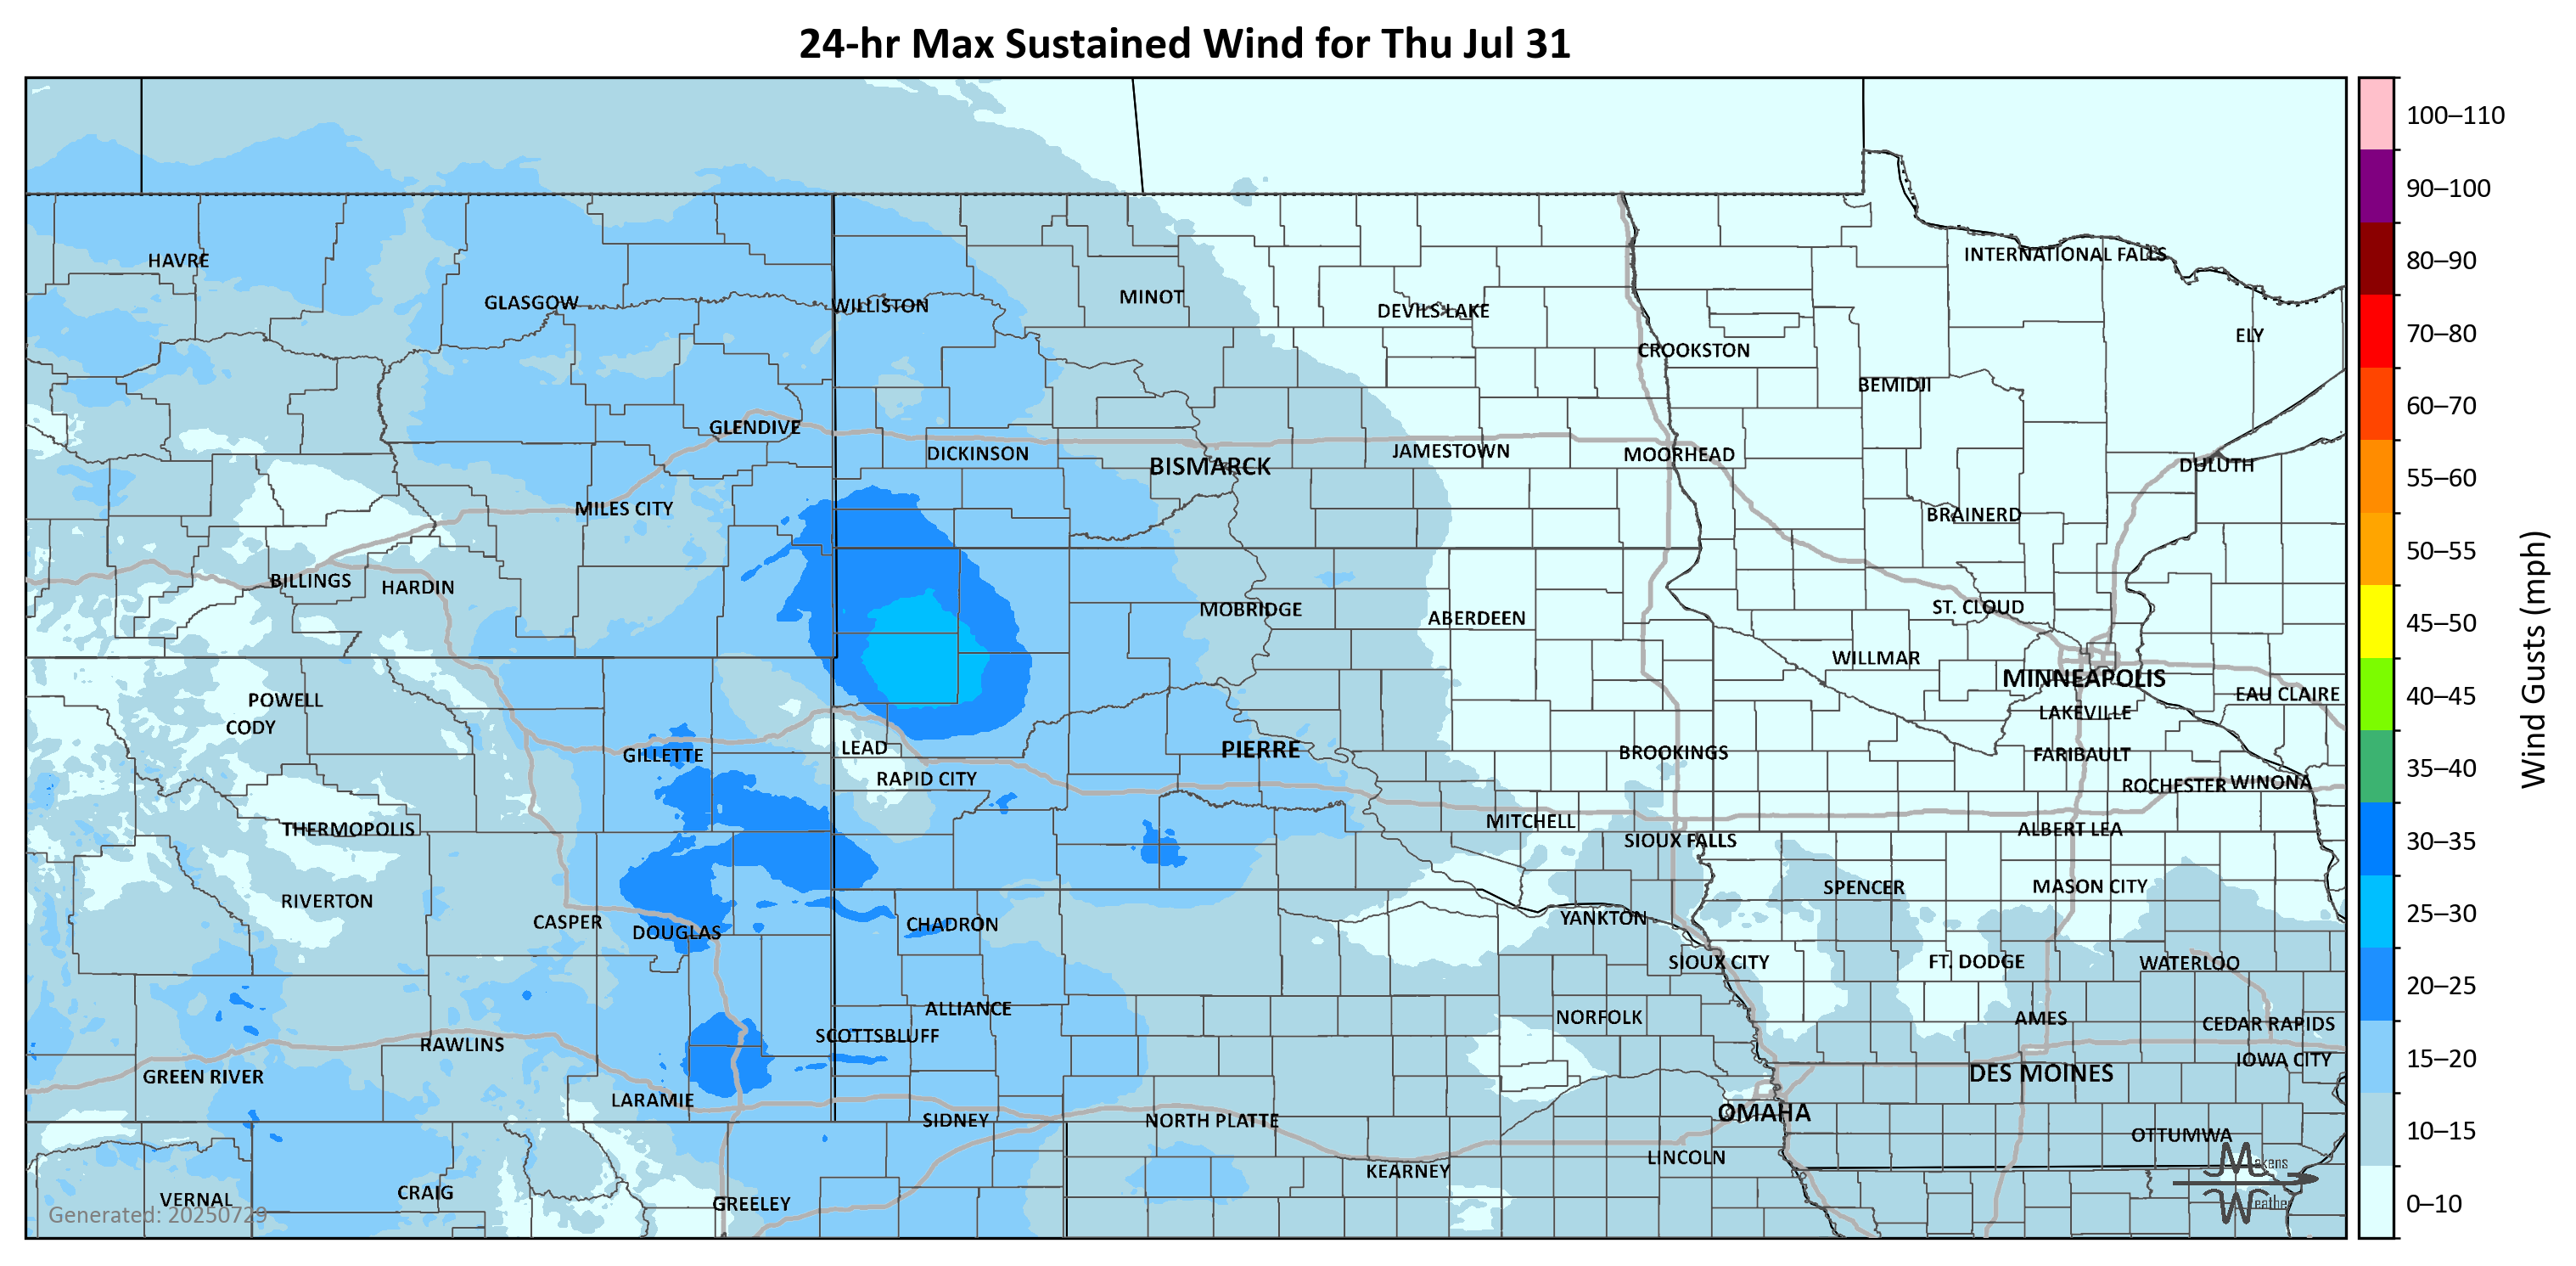 24-hr Max Sustained Wind for Thu Jul 31
HAVRE
GLASGOW
WILLISTON
MINOT
DEVILS LAKE
CROOKSTON
INTERNATIONAL FALLS
ELY
BEMIDJI
GLENDIVE
DICKINSON
BISMARCK
JAMESTOWN
MOORHEAD
DULUTH
MILES CITY
BRAINERD
BILLINGS
HARDIN
MOBRIDGE
ABERDEEN
ST. CLOUD
WILLMAR
MINNEAPOLIS
EAU CLAIRE
POWELL
CODY
LAKEVILLE
GILLETTE
LEAD
PIERRE
BROOKINGS
FARIBAULT
RAPID CITY
ROCHESTER
WINONA
THERMOPOLIS
MITCHELL
SIOUX FALLS
ALBERT LEA
RIVERTON
SPENCER
MASON CITY
CASPER
DOUGLAS
CHADRON
YANKTON
SIOUX CITY
FT. DODGE
WATERLOO
ALLIANCE
NORFOLK
AMES
CEDAR RAPIDS
RAWLINS
SCOTTSBLUFF
IOWA CITY
GREEN RIVER
DES MOINES
LARAMIE
SIDNEY
NORTH PLATTE
OMAHA
OTTUMWA
KEARNEY
LINCOLN
VERNAL
CRAIG
GREELEY
Generated: 20250729
Makens
Weather
100–110
90–100
80–90
70–80
60–70
55–60
50–55
45–50
40–45
35–40
30–35
25–30
20–25
15–20
10–15
0–10
Wind Gusts (mph)